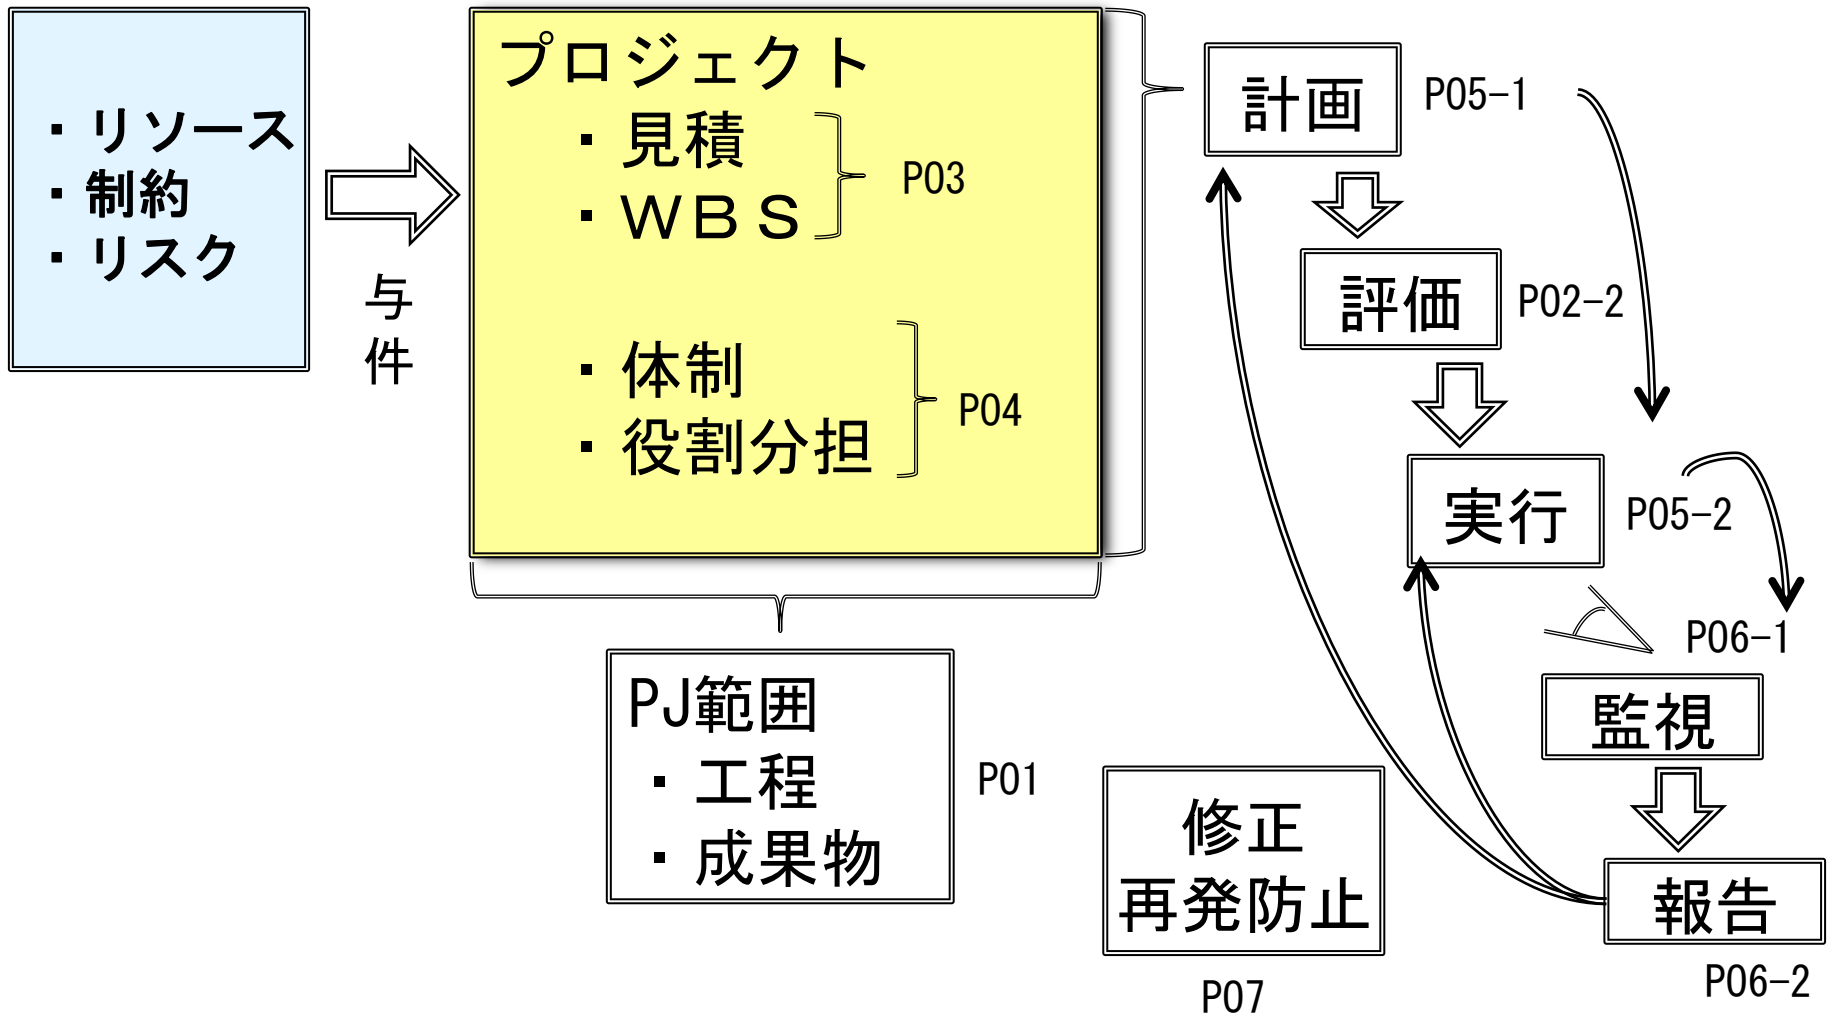 ・リソース
・制約
・リスク
与件
プロジェクト
・見積
・ＷＢＳ
P03
・体制
・役割分担
P04
PJ範囲
・工程
・成果物
P01
計画
P05-1
評価
P02-2
実行
P05-2
P06-1
監視
報告
P06-2
修正
再発防止
P07